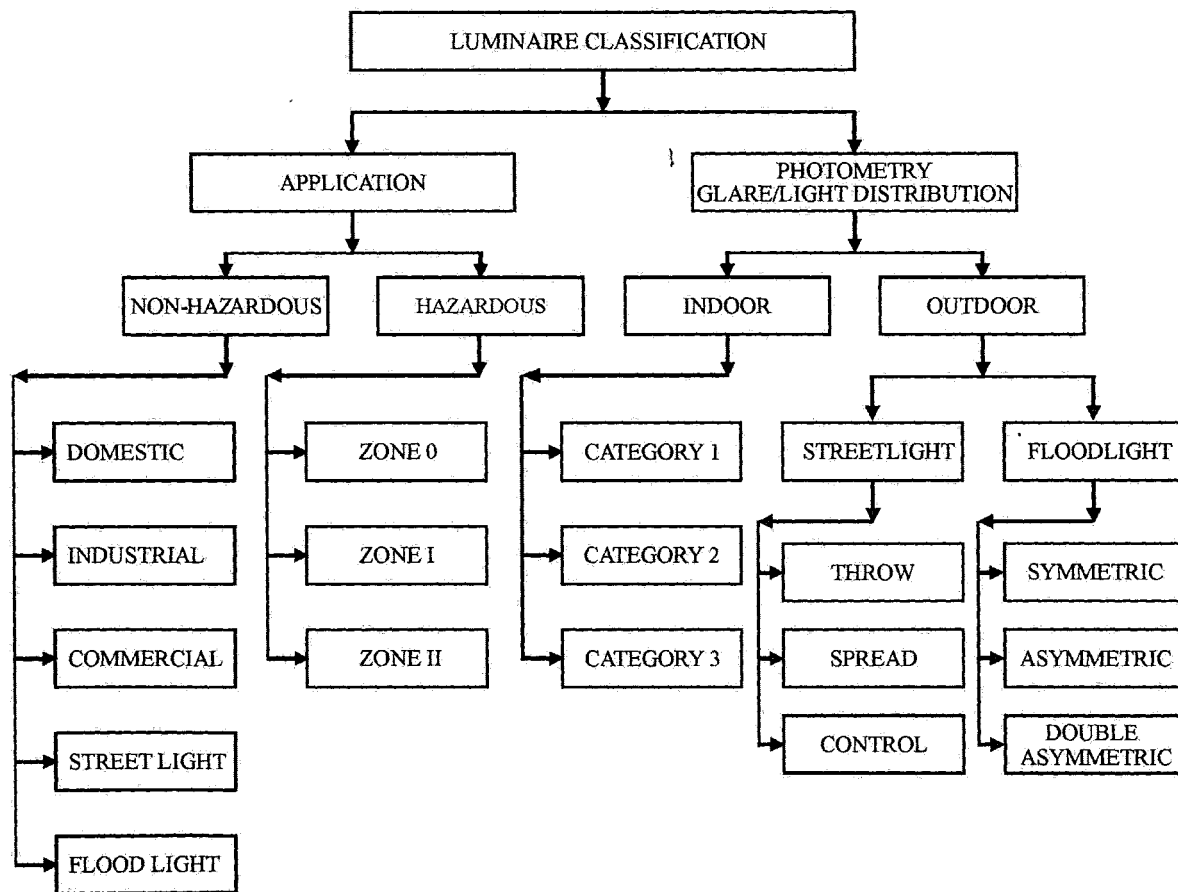 LUMINAIRE CLASSIFICATION
APPLICATION
PHOTOMETRY
GLARE/LIGHT DISTRIBUTION
NON-HAZARDOUS
HAZARDOUS
INDOOR
OUTDOOR
DOMESTIC
ZONE 0
CATEGORY 1
STREETLIGHT
FLOODLIGHT
INDUSTRIAL
ZONE I
CATEGORY 2
THROW
SYMMETRIC
COMMERCIAL
ZONE II
CATEGORY 3
SPREAD
ASYMMETRIC
STREET LIGHT
CONTROL
DOUBLE
ASYMMETRIC
FLOOD LIGHT